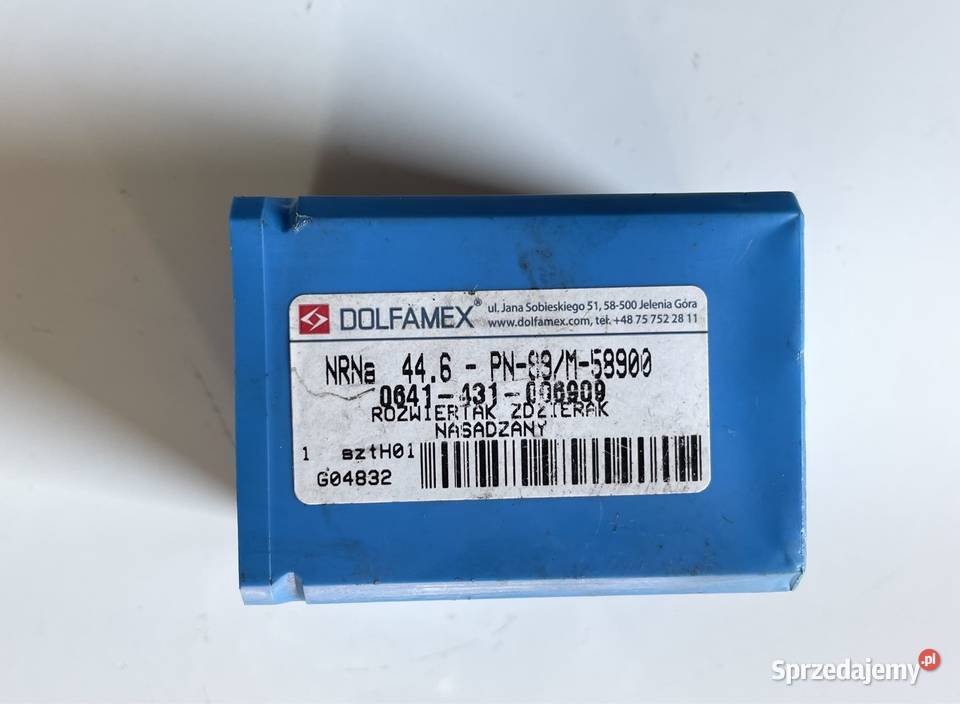 DOLFAMEX®
ul. Jana Sobieskiego 51, 58-500 Jelenia Góra
www.dolfamex.com, tel. +48 75 752 28 11
NRNa 44.6 - PN-89/M-58900
0641-431-006909
ROZWIERTAK ZDZIERAK
NASADZANY
1 sztH01
G04832
Sprzedajemy.pl